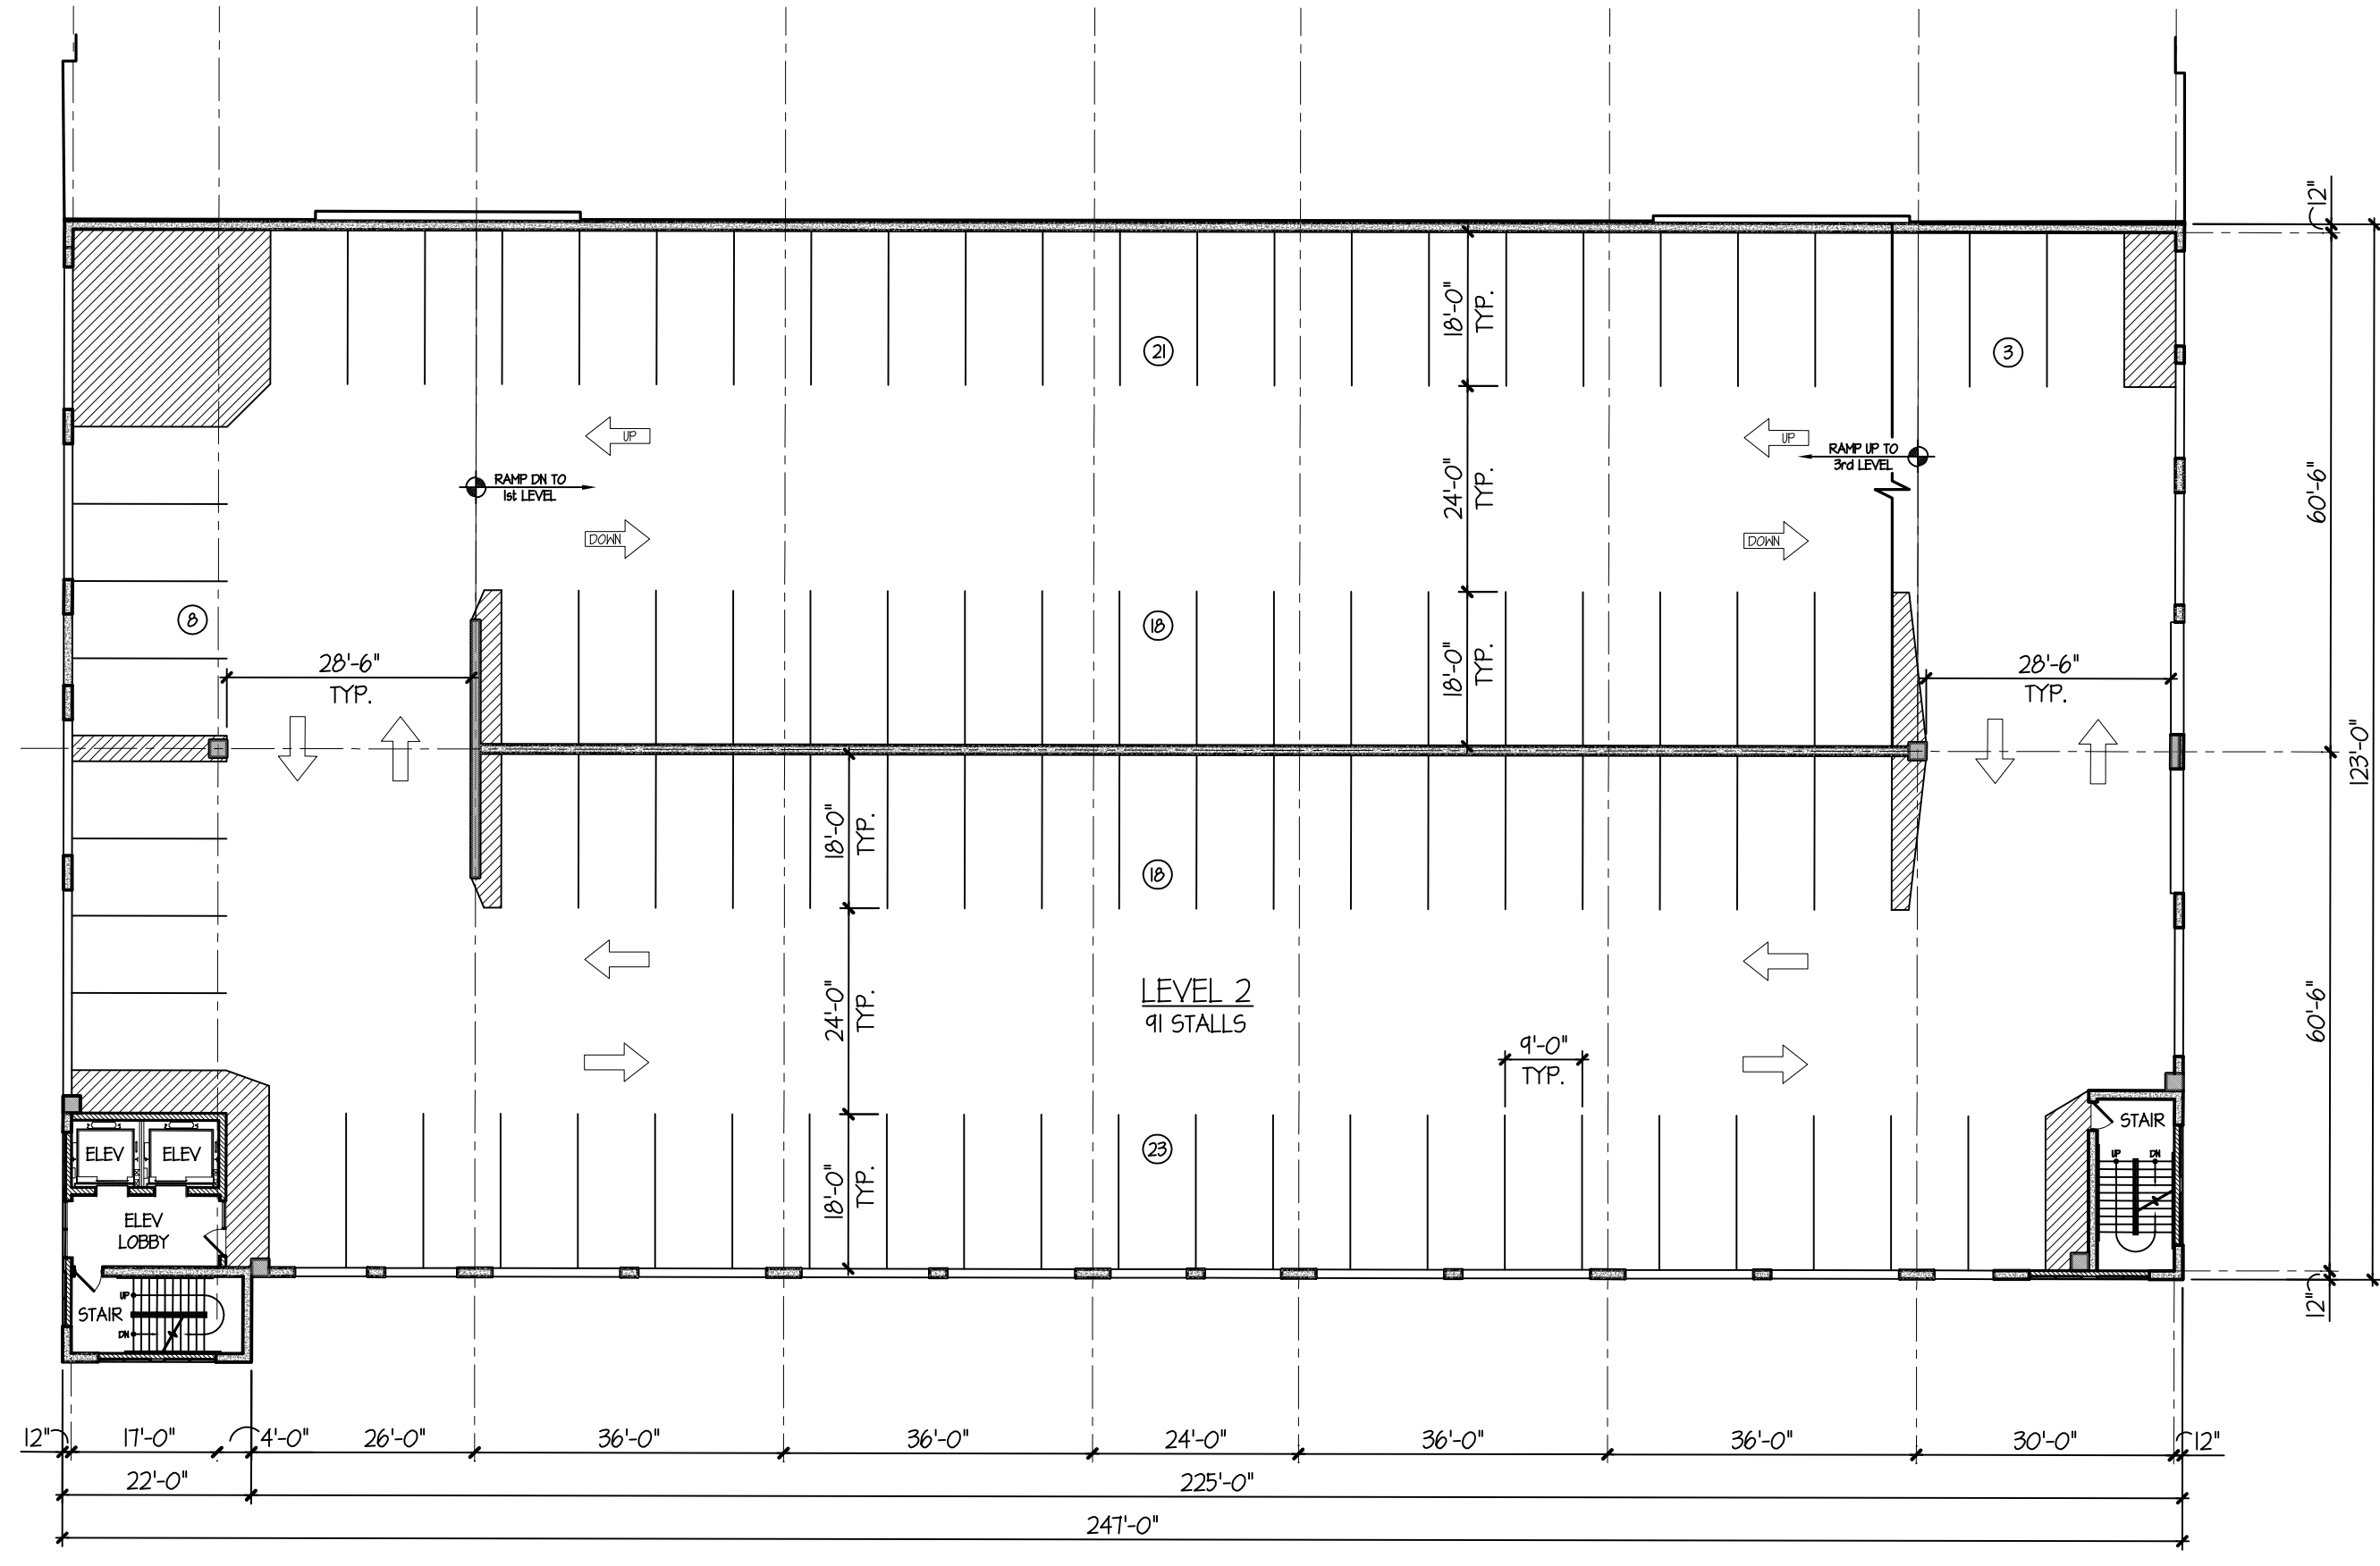 12"
21
18'-0"
TYP.
3
UP
UP
RAMP UP TO
3rd LEVEL
RAMP DN TO
1st LEVEL
24'-0"
TYP.
60'-6"
DOWN
DOWN
8
18
28'-6"
TYP.
18'-0"
TYP.
28'-6"
TYP.
123'-0"
18'-0"
TYP.
18
LEVEL 2
91 STALLS
24'-0"
TYP.
60'-6"
9'-0"
TYP.
ELEV
ELEV
23
STAIR
UP
DN
18'-0"
TYP.
ELEV
LOBBY
UP
STAIR
DN
12"
12"
17'-0"
4'-0"
26'-0"
36'-0"
36'-0"
24'-0"
36'-0"
36'-0"
30'-0"
12"
22'-0"
225'-0"
247'-0"